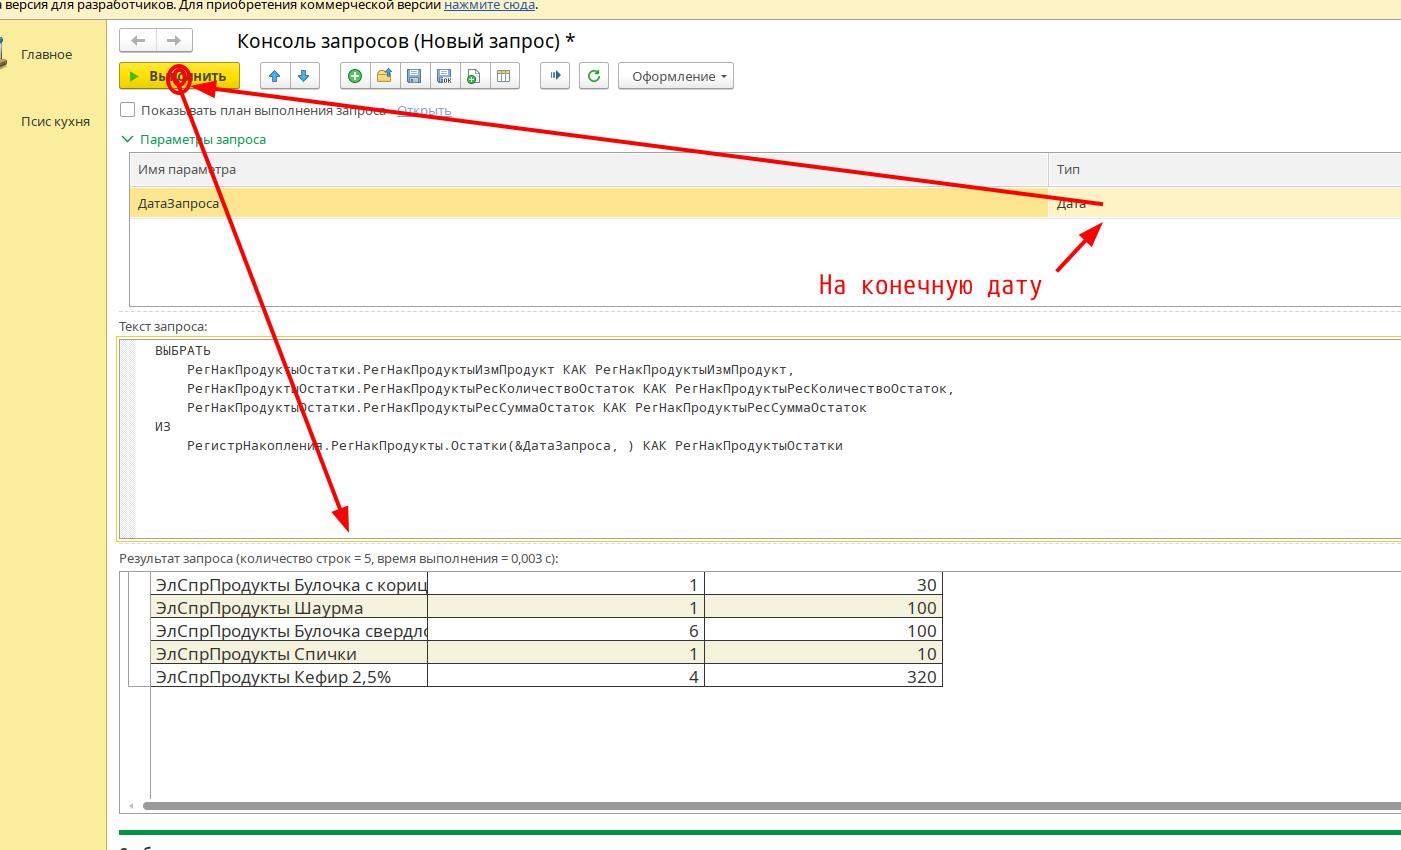 версия для разработчиков. Для приобретения коммерческой версии нажмите сюда.
Главное
Псис кухня
Консоль запросов (Новый запрос) *
Выполнить
Оформление
Показывать план выполнения запроса Открыть
Параметры запроса
Имя параметра Тип
ДатаЗапроса Дата
На конечную дату
Текст запроса:
ВЫБРАТЬ
РегНакПродуктыОстатки.РегНакПродуктыИзмПродукт КАК РегНакПродуктыИзмПродукт,
РегНакПродуктыОстатки.РегНакПродуктыРесКоличествоОстаток КАК РегНакПродуктыРесКоличествоОстаток,
РегНакПродуктыОстатки.РегНакПродуктыРесСуммаОстаток КАК РегНакПродуктыРесСуммаОстаток
ИЗ
РегистрНакопления.РегНакПродукты.Остатки(&ДатаЗапроса, ) КАК РегНакПродуктыОстатки
Результат запроса (количество строк = 5, время выполнения = 0,003 с):
ЭлСпрПродукты Булочка с кориц 1 30
ЭлСпрПродукты Шаурма 1 100
ЭлСпрПродукты Булочка свердло 6 100
ЭлСпрПродукты Спички 1 10
ЭлСпрПродукты Кефир 2,5% 4 320